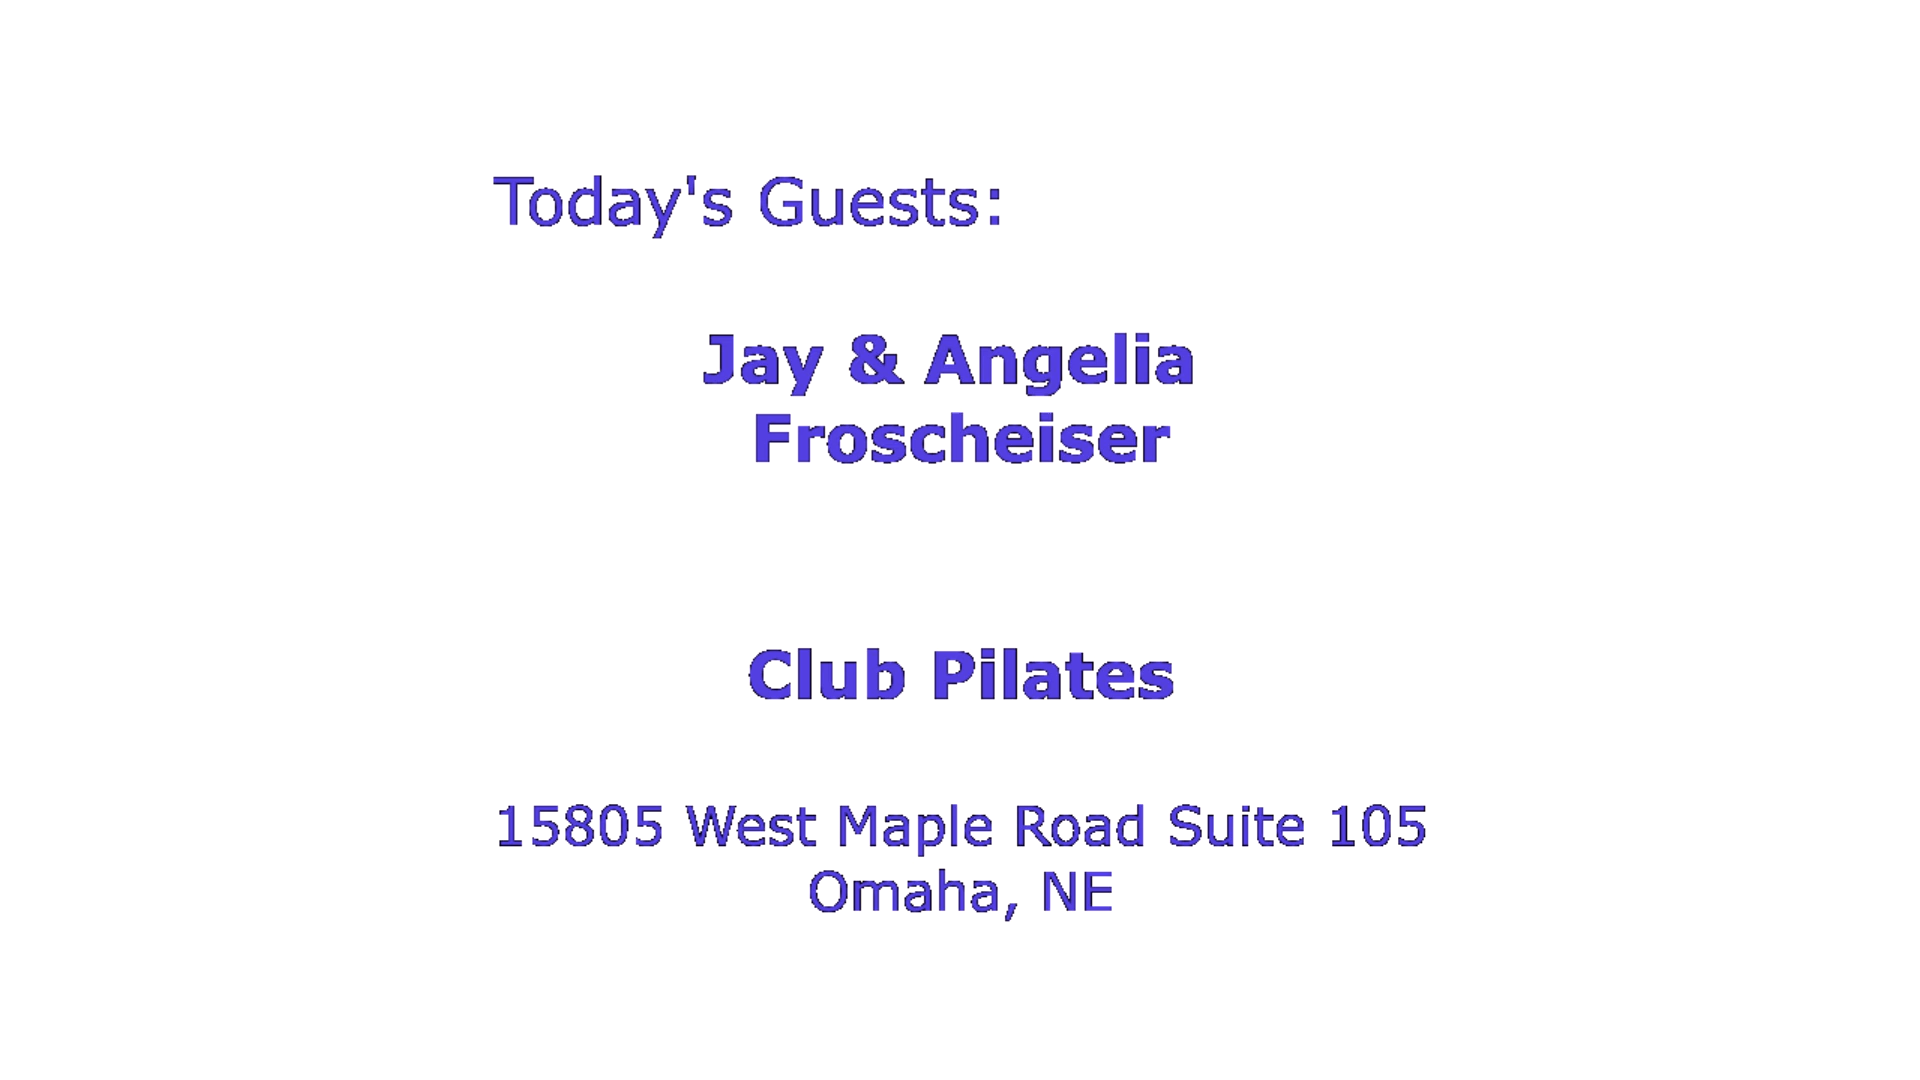 Today's Guests:
Jay & Angelia
Froscheiser
Club Pilates
15805 West Maple Road Suite 105
Omaha, NE